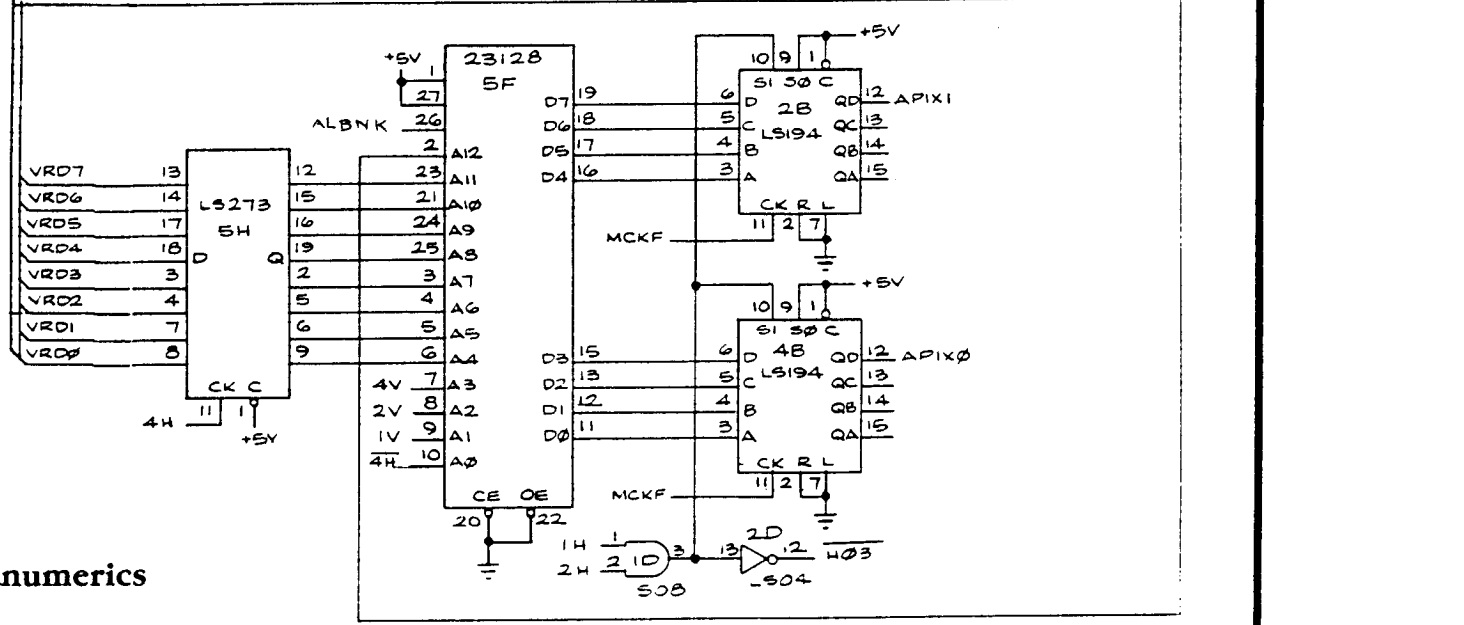 +5V
10 9 1
S1 SØ C
6 D QD 12 APIX1
2B
5 C QC 13
LS194
4 B QB 14
3 A QA 15
CK R L
11 2 7
MCKF
+5V
23128
5F
1
27
ALBNK 26
2 A12
23 A11
21 A1Ø
24 A9
25 A8
3 A7
4 A6
5 A5
6 A4
4V 7 A3
2V 8 A2
1V 9 A1
4H 10 AØ
D7 19
D6 18
D5 17
D4 16
D3 15
D2 13
D1 12
DØ 11
CE OE
20 22
VRD7 13 12
VRD6 14 15
LS273
VRD5 17 16
5H
VRD4 18 19
D Q
VRD3 3 2
VRD2 4 5
VRD1 7 6
VRDØ 8 9
CK C
4H 11 1
+5V
+5V
10 9 1
S1 SØ C
6 D QD 12 APIXØ
4B
5 C QC 13
LS194
4 B QB 14
3 A QA 15
CK R L
11 2 7
MCKF
1H 1
2H 2
1D 3
S08
2D
13 12 HØ3
LS04
numerics